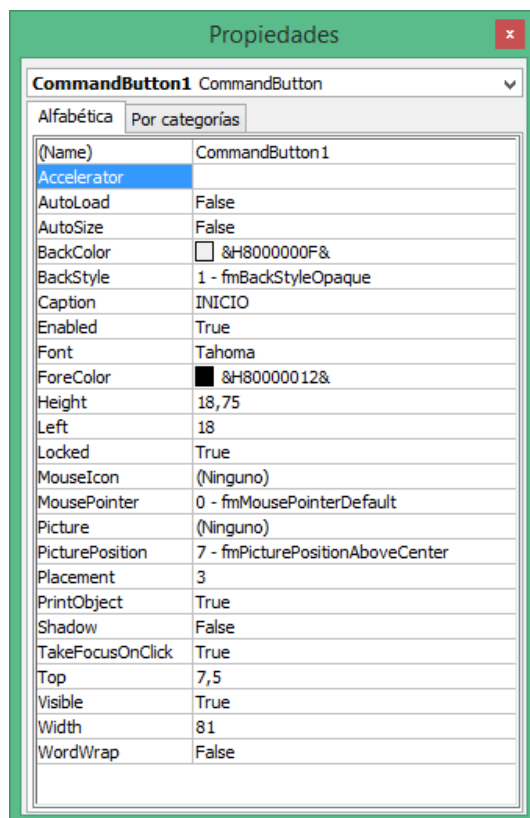 Propiedades
x
CommandButton1 CommandButton
Alfabética Por categorías
(Name) CommandButton1
Accelerator
AutoLoad False
AutoSize False
BackColor &H8000000F&
BackStyle 1 - fmBackStyleOpaque
Caption INICIO
Enabled True
Font Tahoma
ForeColor &H80000012&
Height 18,75
Left 18
Locked True
MouseIcon (Ninguno)
MousePointer 0 - fmMousePointerDefault
Picture (Ninguno)
PicturePosition 7 - fmPicturePositionAboveCenter
Placement 3
PrintObject True
Shadow False
TakeFocusOnClick True
Top 7,5
Visible True
Width 81
WordWrap False